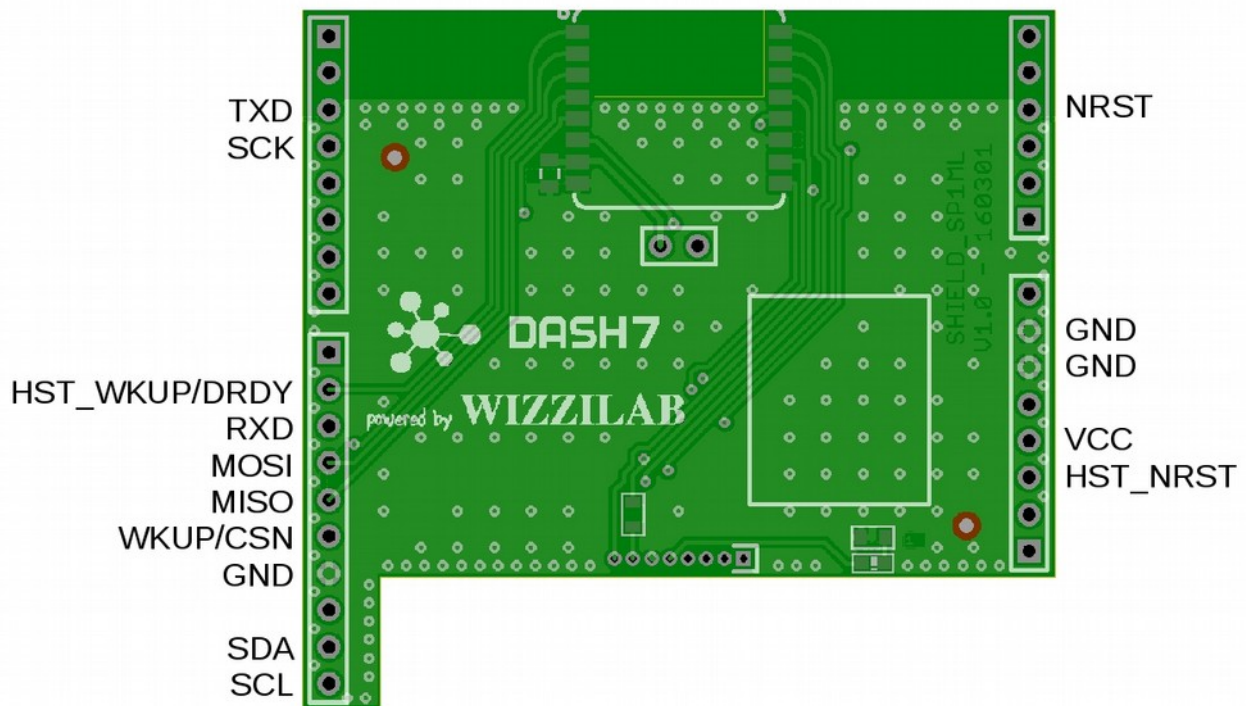 TXD
SCK
HST_WKUP/DRDY
RXD
MOSI
MISO
WKUP/CSN
GND
SDA
SCL
DASH7
powered by WIZZILAB
SHIELD_SP1ML
V1.0 - 160301
NRST
GND
GND
VCC
HST_NRST